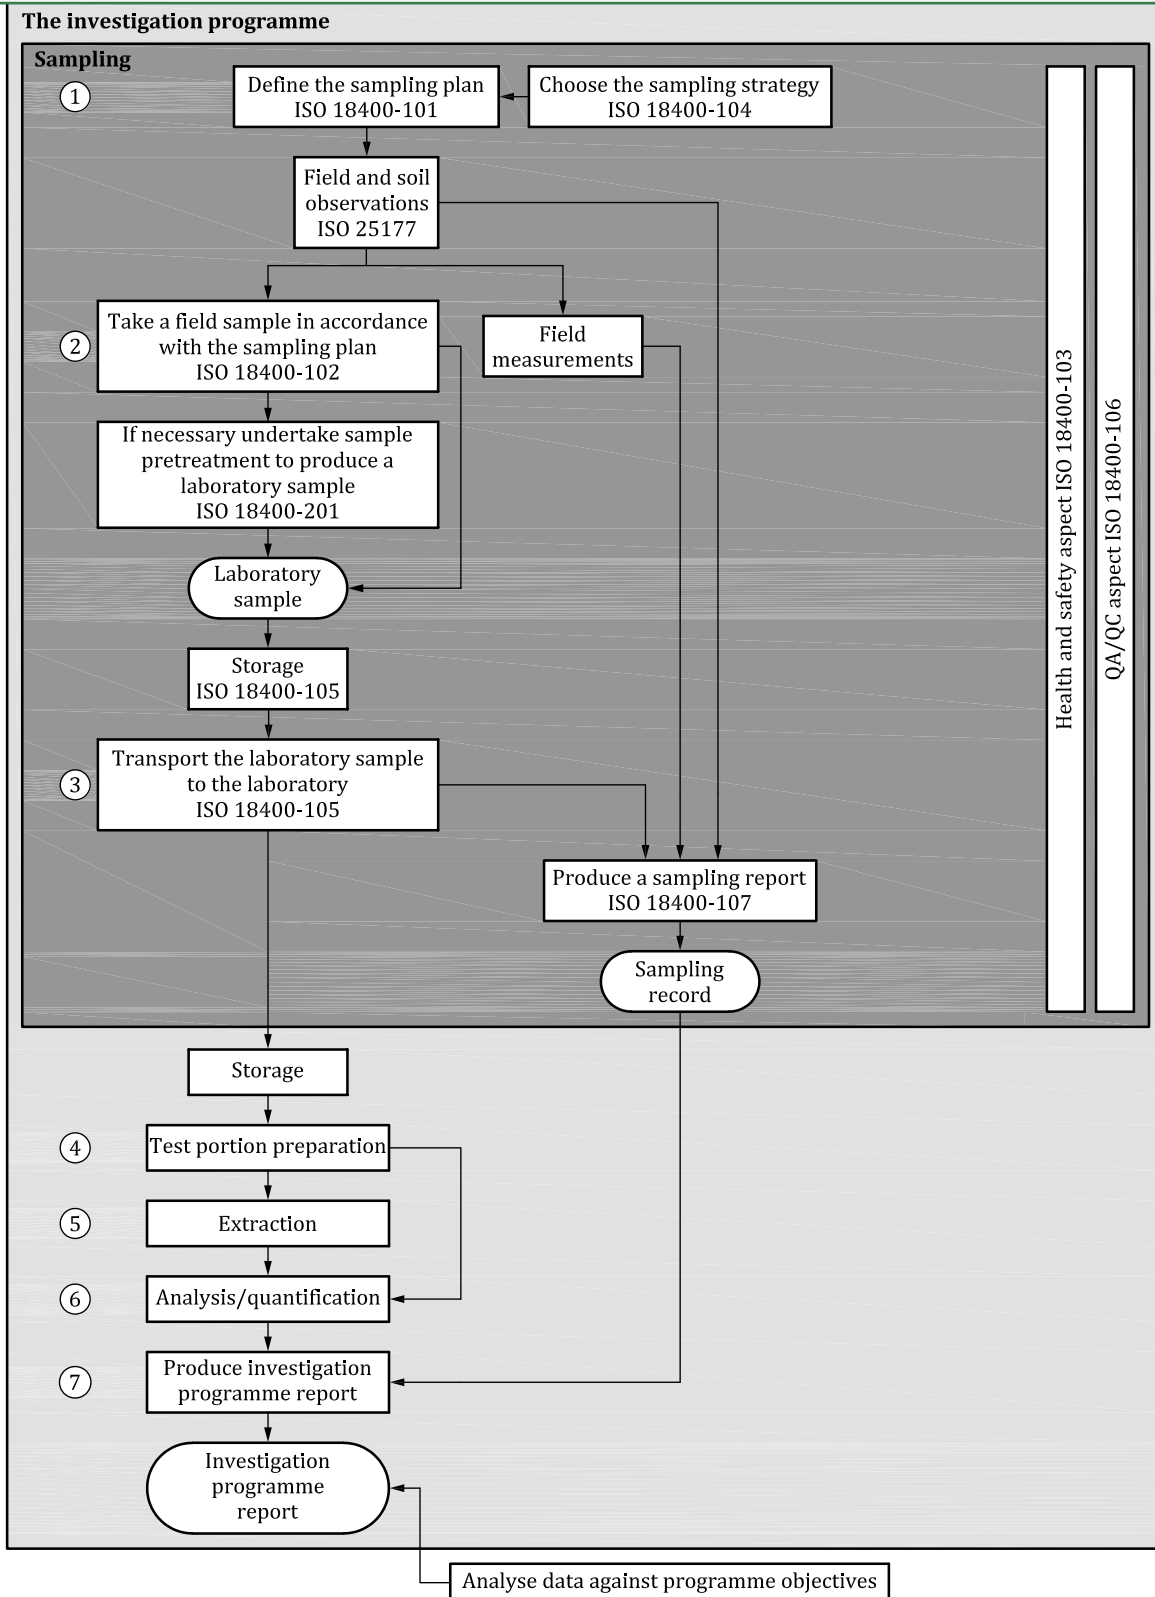 The investigation programme
Sampling
1
Define the sampling plan
ISO 18400-101
Choose the sampling strategy
ISO 18400-104
Field and soil
observations
ISO 25177
2
Take a field sample in accordance
with the sampling plan
ISO 18400-102
Field
measurements
If necessary undertake sample
pretreatment to produce a
laboratory sample
ISO 18400-201
Laboratory
sample
Storage
ISO 18400-105
3
Transport the laboratory sample
to the laboratory
ISO 18400-105
Produce a sampling report
ISO 18400-107
Sampling
record
Health and safety aspect ISO 18400-103
QA/QC aspect ISO 18400-106
Storage
4
Test portion preparation
5
Extraction
6
Analysis/quantification
7
Produce investigation
programme report
Investigation
programme
report
Analyse data against programme objectives